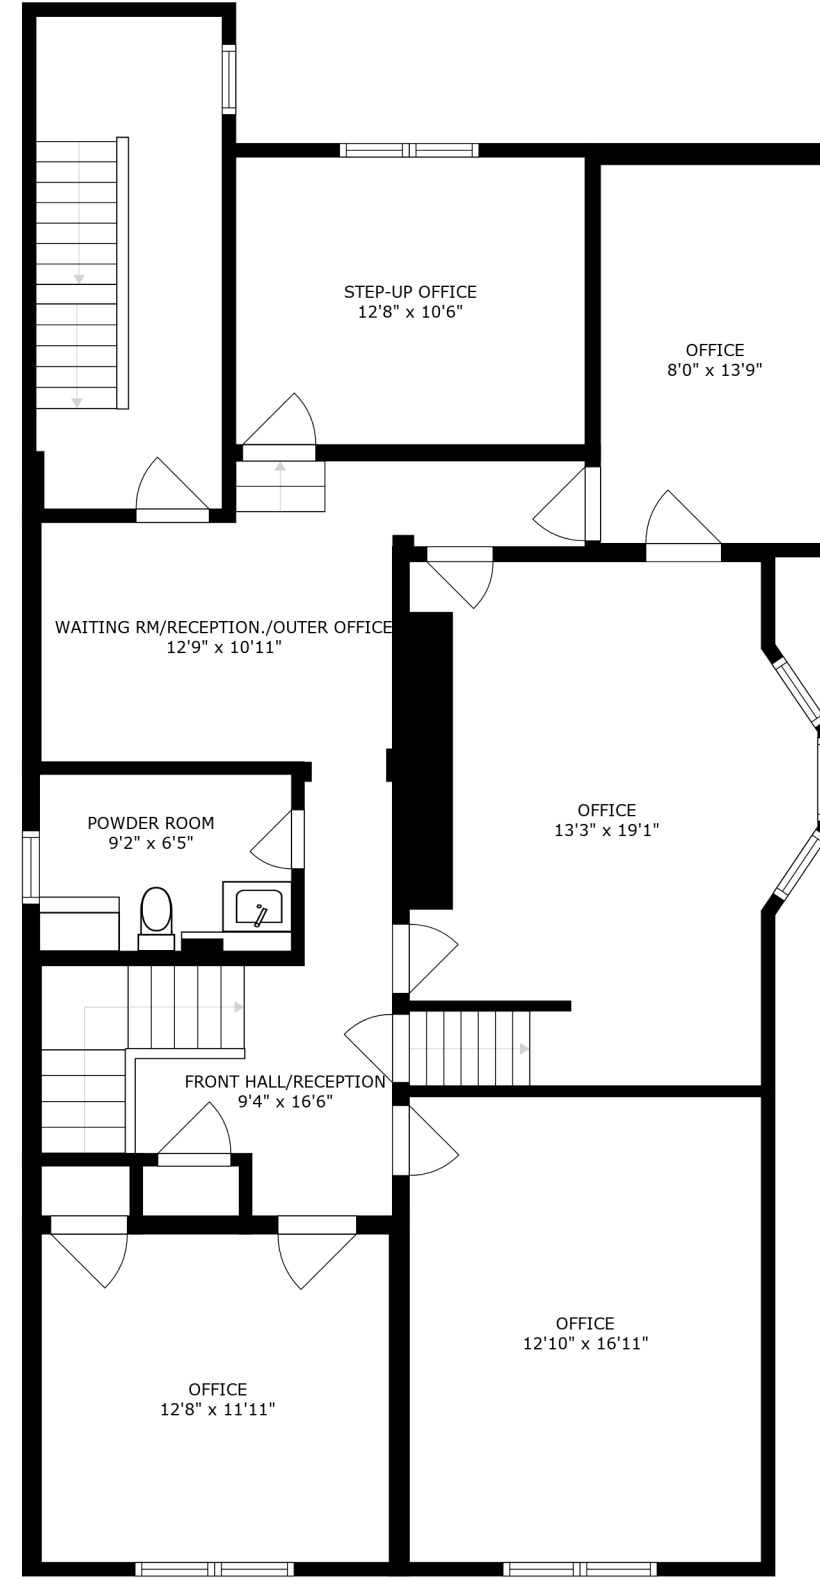 STEP-UP OFFICE
12'8" x 10'6"
OFFICE
8'0" x 13'9"
WAITING RM/RECEPTION./OUTER OFFICE
12'9" x 10'11"
POWDER ROOM
9'2" x 6'5"
OFFICE
13'3" x 19'1"
FRONT HALL/RECEPTION
9'4" x 16'6"
OFFICE
12'10" x 16'11"
OFFICE
12'8" x 11'11"